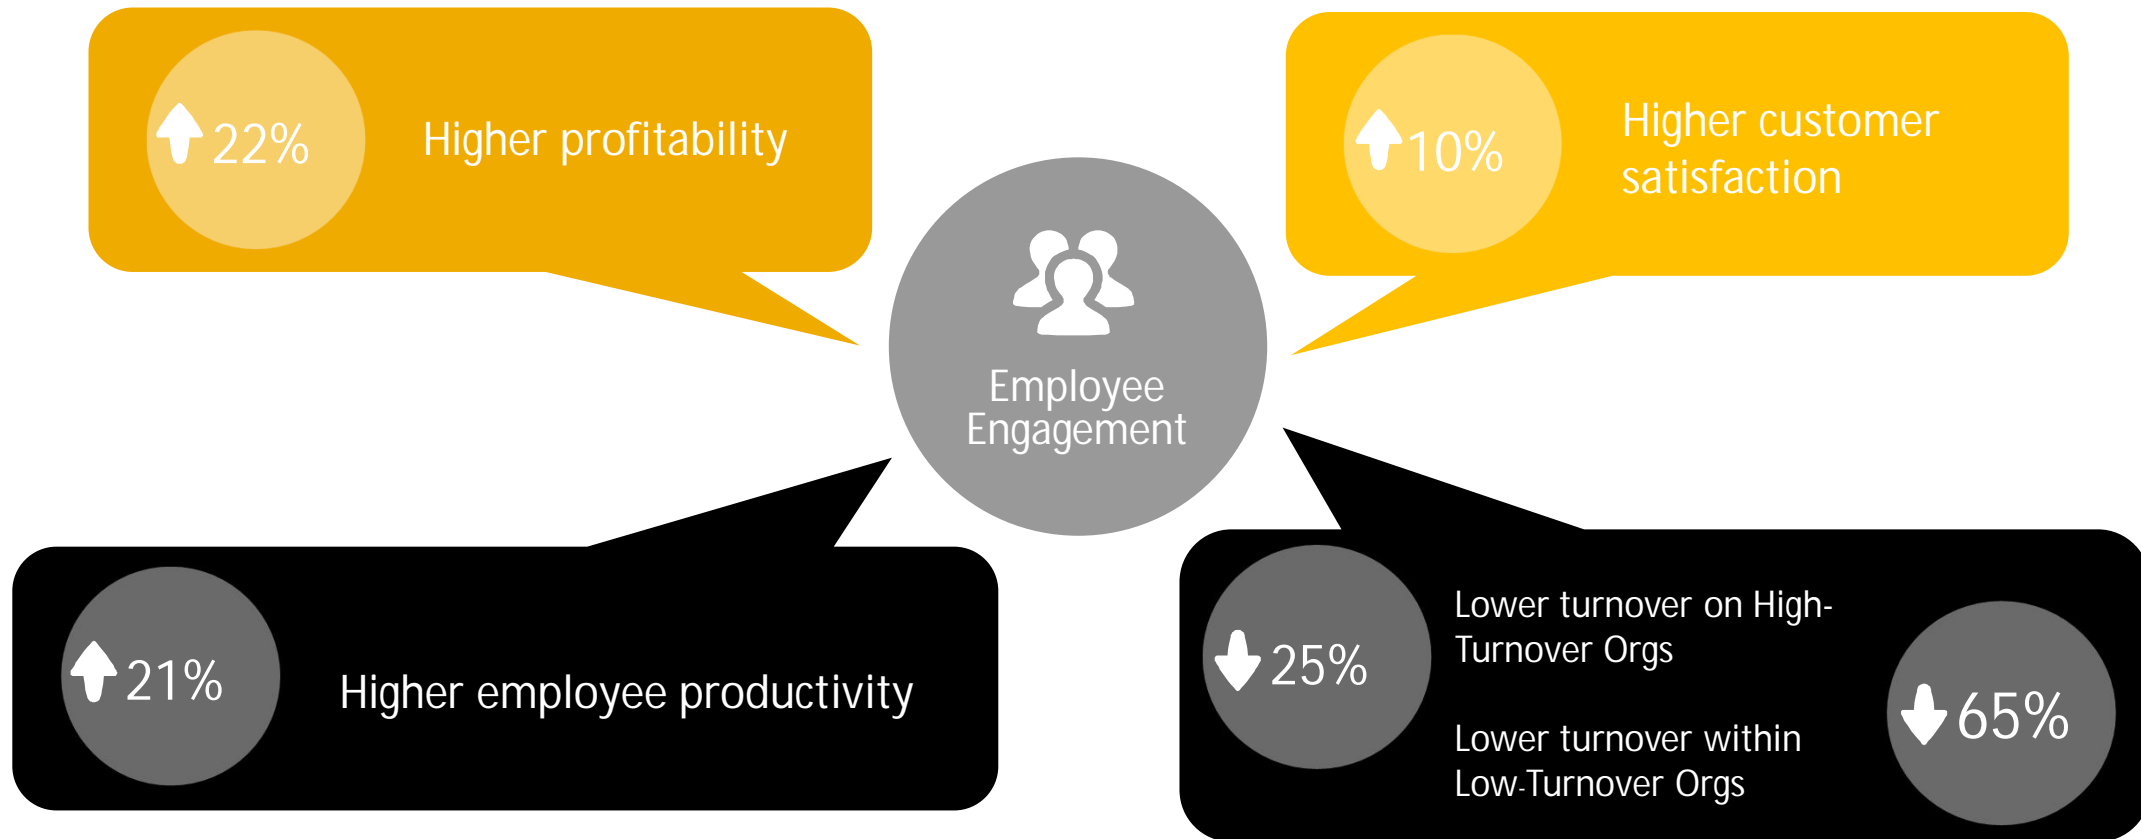 22%
Higher profitability
10%
Higher customer
satisfaction
Employee
Engagement
21%
Higher employee productivity
25%
Lower turnover on High-
Turnover Orgs
Lower turnover within
Low-Turnover Orgs
65%